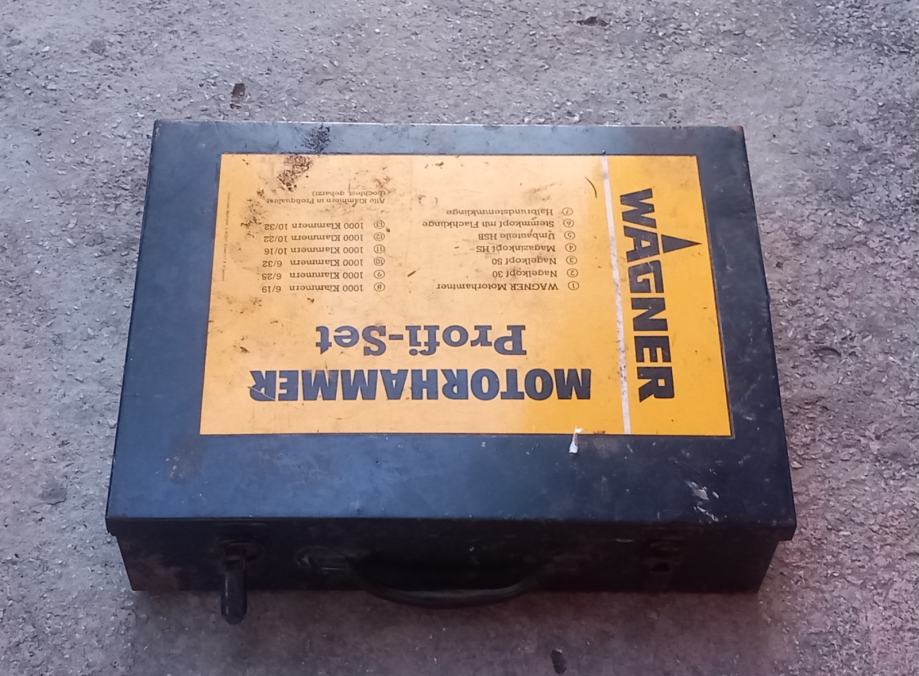 WAGNER
MOTORHAMMER
Profi-Set
① WAGNER Motorhammer
② Nagelkopf 30
③ Nagelkopf 50
④ Magazinkopf HS
⑤ Umbauteile HSB
⑥ Stemmkopf mit Flachklinge
⑦ Halbrundstemmklinge
⑧ 1000 Klammern 6/19
⑨ 1000 Klammern 6/25
⑩ 1000 Klammern 6/32
⑪ 1000 Klammern 10/16
⑫ 1000 Klammern 10/22
⑬ 1000 Klammern 10/32
Alle Klammern in Profiqualität
(hochfest, geharzt)